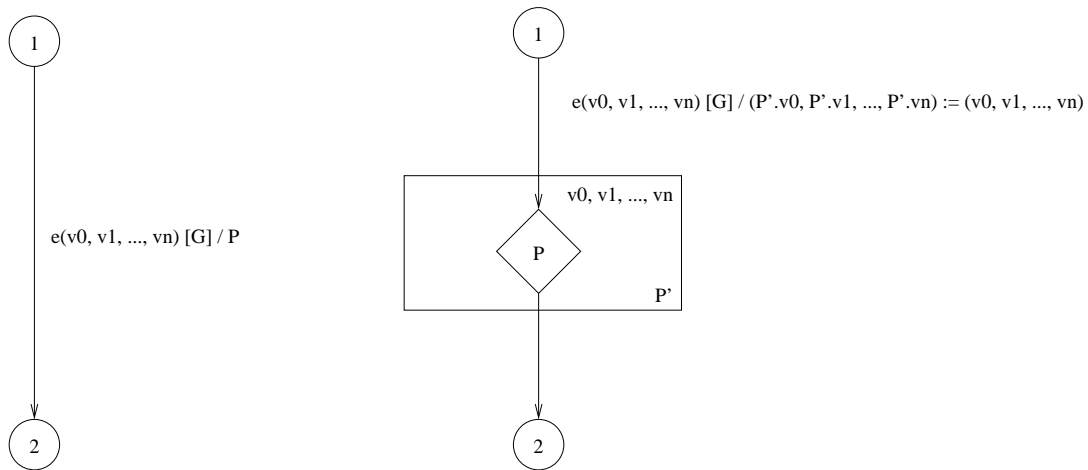 1
e(v0, v1, ..., vn) [G] / P
2
1
e(v0, v1, ..., vn) [G] / (P'.v0, P'.v1, ..., P'.vn) := (v0, v1, ..., vn)
v0, v1, ..., vn
P
P'
2